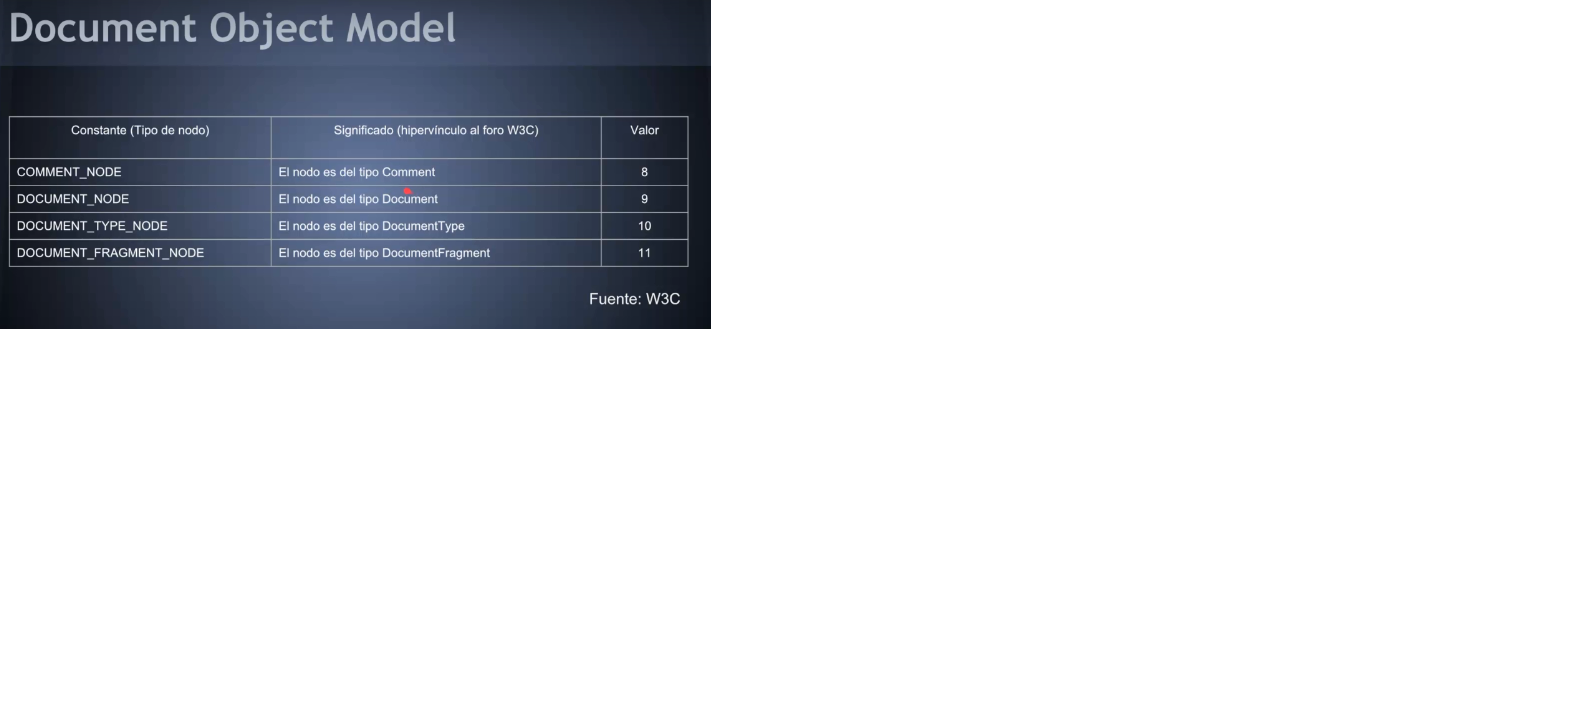 Document Object Model
Constante (Tipo de nodo) Significado (hipervínculo al foro W3C) Valor
COMMENT_NODE El nodo es del tipo Comment 8
DOCUMENT_NODE El nodo es del tipo Document 9
DOCUMENT_TYPE_NODE El nodo es del tipo DocumentType 10
DOCUMENT_FRAGMENT_NODE El nodo es del tipo DocumentFragment 11
Fuente: W3C